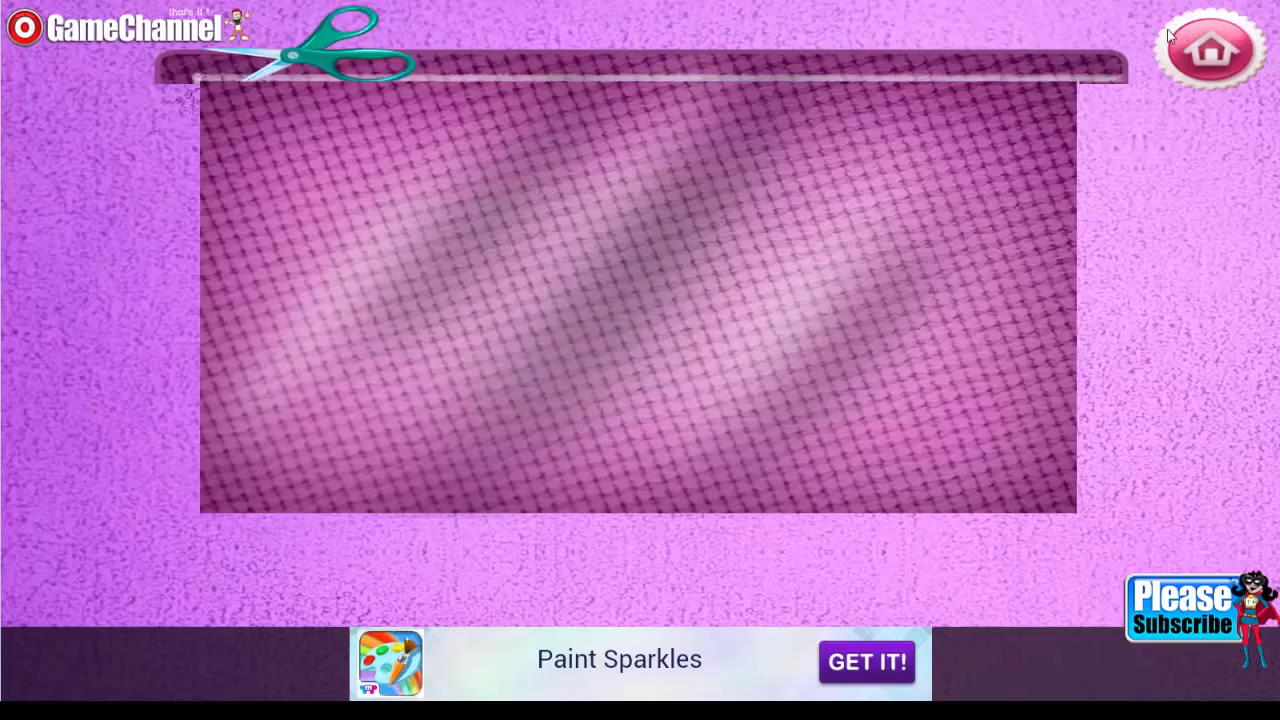 that's it !
GameChannel
Paint Sparkles
GET IT!
Please
Subscribe